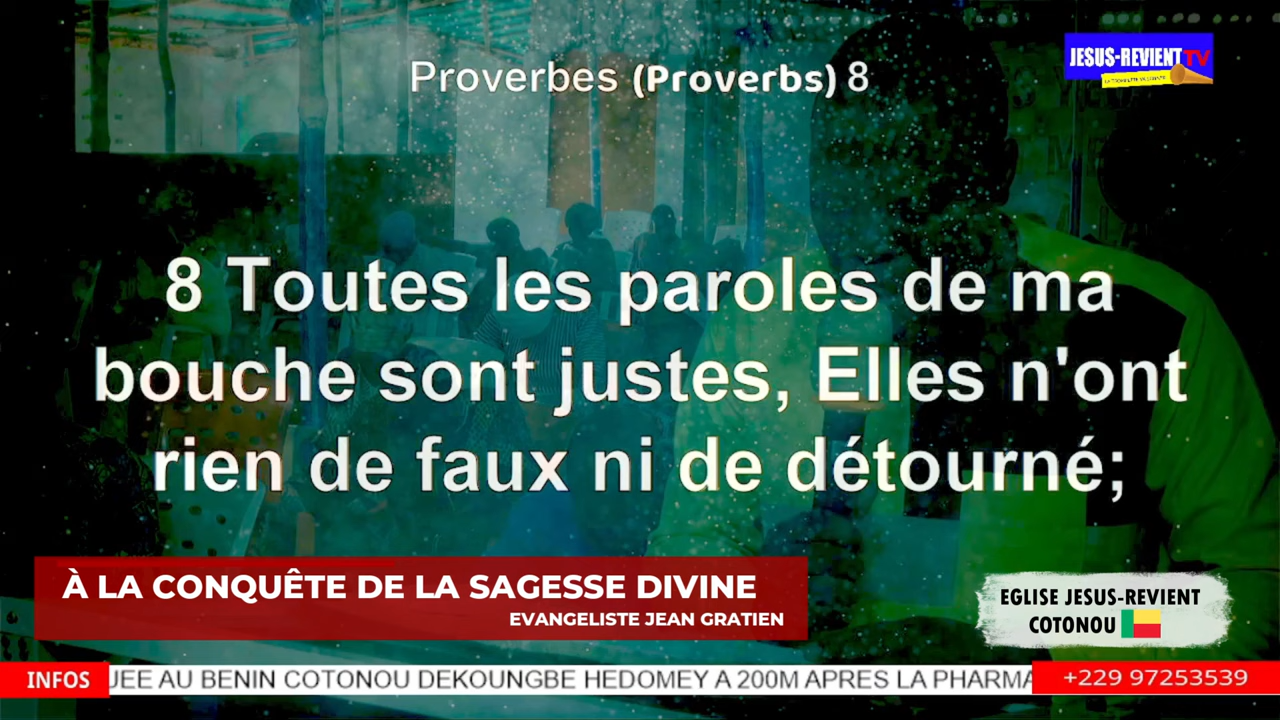 Proverbes (Proverbs) 8
JESUS-REVIENT TV
8 Toutes les paroles de ma
bouche sont justes, Elles n'ont
rien de faux ni de détourné;
À LA CONQUÊTE DE LA SAGESSE DIVINE
EVANGELISTE JEAN GRATIEN
EGLISE JESUS-REVIENT
COTONOU
INFOS UEE AU BENIN COTONOU DEKOUNGBE HEDOMEY A 200M APRES LA PHARMA +229 97253539